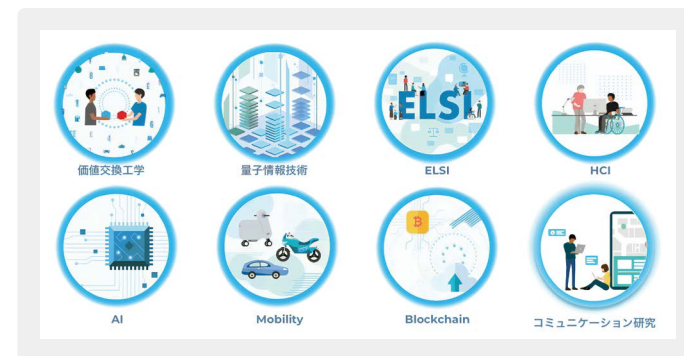 価値交換工学
量子情報技術
ELSI
ELSI
HCI
AI
Mobility
Blockchain
コミュニケーション研究